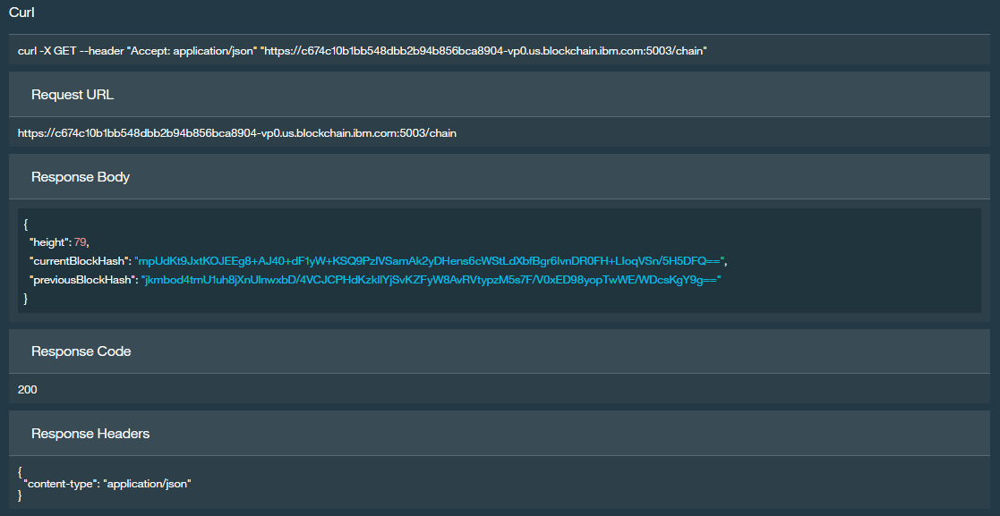 Curl
curl -X GET --header "Accept: application/json" "https://c674c10b1bb548dbb2b94b856bca8904-vp0.us.blockchain.ibm.com:5003/chain"
Request URL
https://c674c10b1bb548dbb2b94b856bca8904-vp0.us.blockchain.ibm.com:5003/chain
Response Body
{
"height": 79,
"currentBlockHash": "mpUdKt9JxtKOJEEg8+AJ40+dF1yW+KSQ9PzlVSamAk2yDHens6cWStLdXbfBgr6lvnDR0FH+LloqVSn/5H5DFQ==",
"previousBlockHash": "jkmbod4tmU1uh8jXnUlnwxbD/4VCJCPHdKzkllYjSvKZFyW8AvRVtypzM5s7F/V0xED98yopTwWE/WDcsKgY9g=="
}
Response Code
200
Response Headers
{
"content-type": "application/json"
}